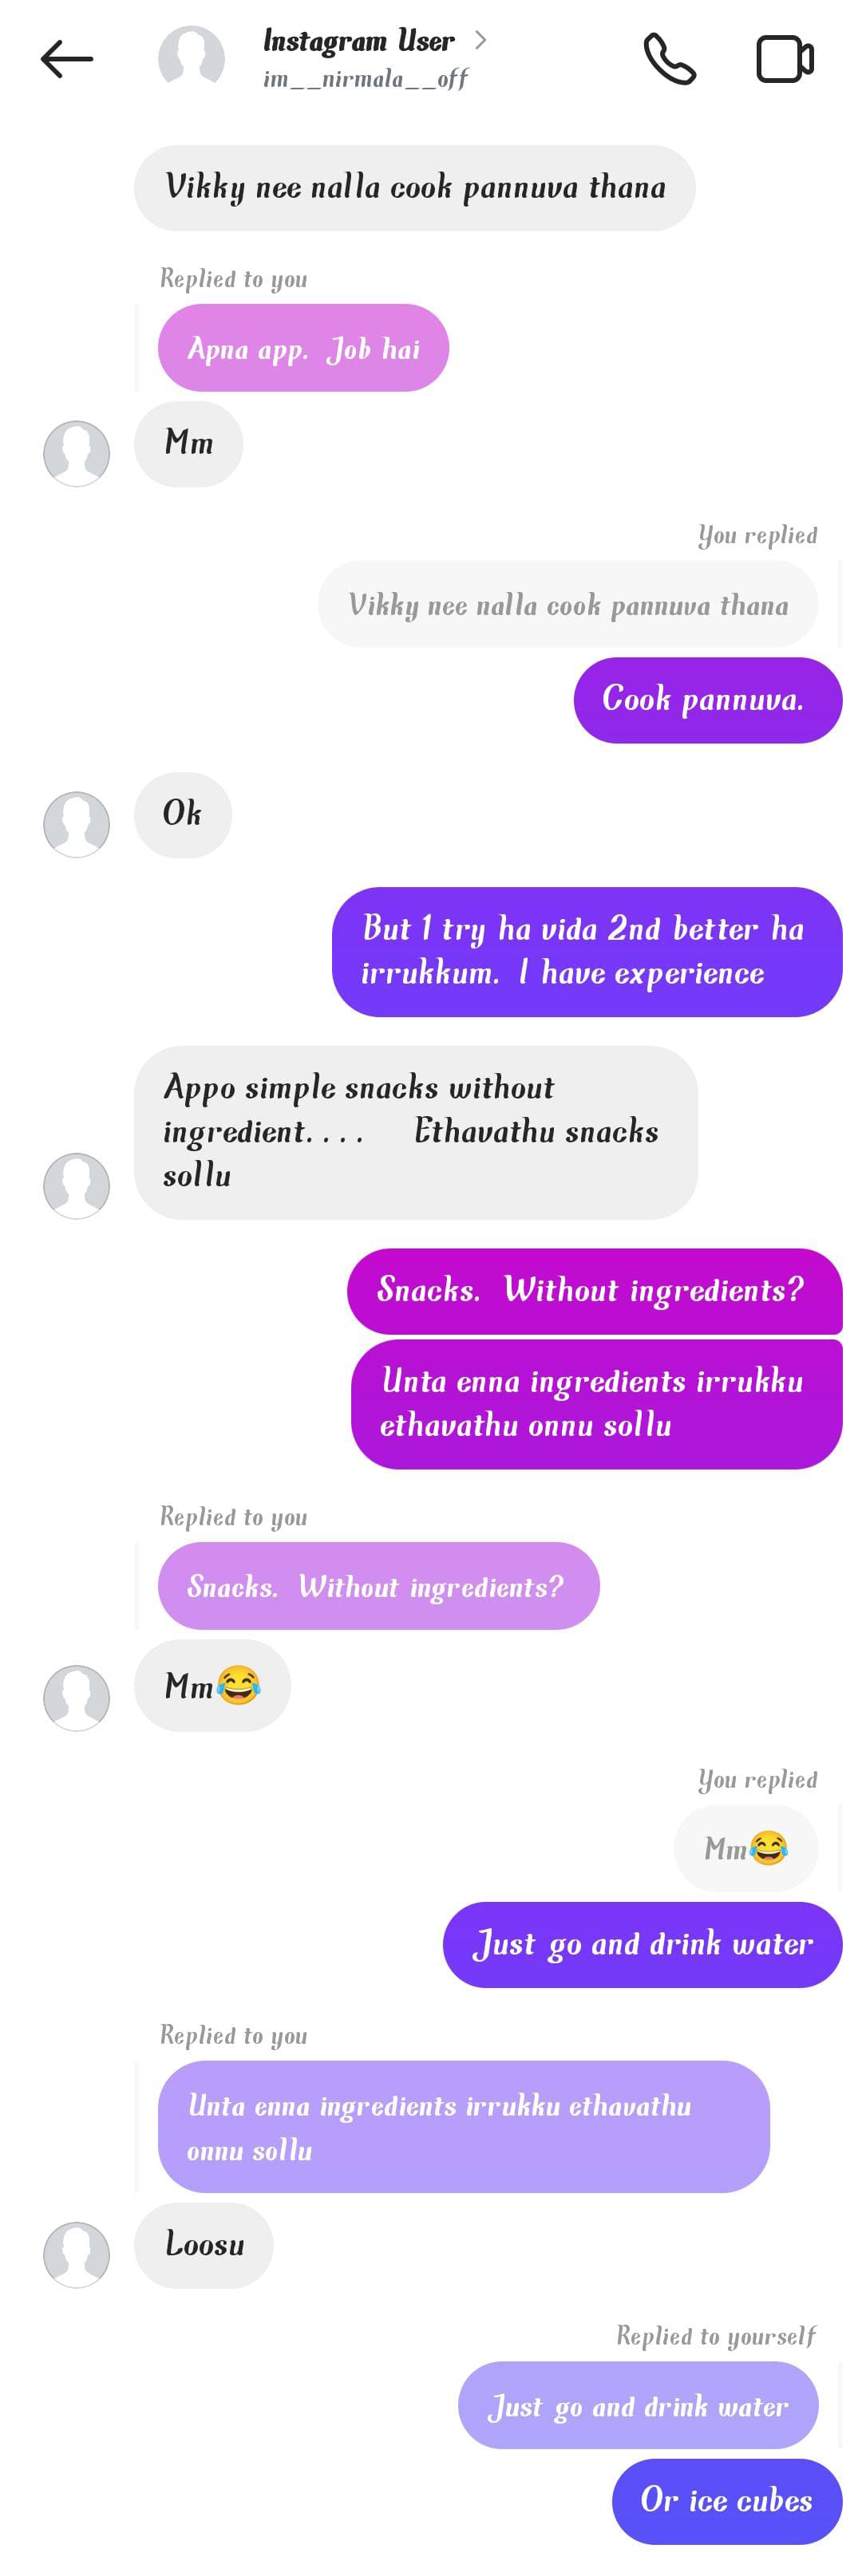 Instagram User
im__nirmala__off
Vikky nee nalla cook pannuva thana
Replied to you
Apna app. Job hai
Mm
You replied
Vikky nee nalla cook pannuva thana
Cook pannuva.
Ok
But 1 try ha vida 2nd better ha
irrukkum. I have experience
Appo simple snacks without
ingredient.... Ethavathu snacks
sollu
Snacks. Without ingredients?
Unta enna ingredients irrukku
ethavathu onnu sollu
Replied to you
Snacks. Without ingredients?
Mm😂
You replied
Mm😂
Just go and drink water
Replied to you
Unta enna ingredients irrukku ethavathu
onnu sollu
Loosu
Replied to yourself
Just go and drink water
Or ice cubes